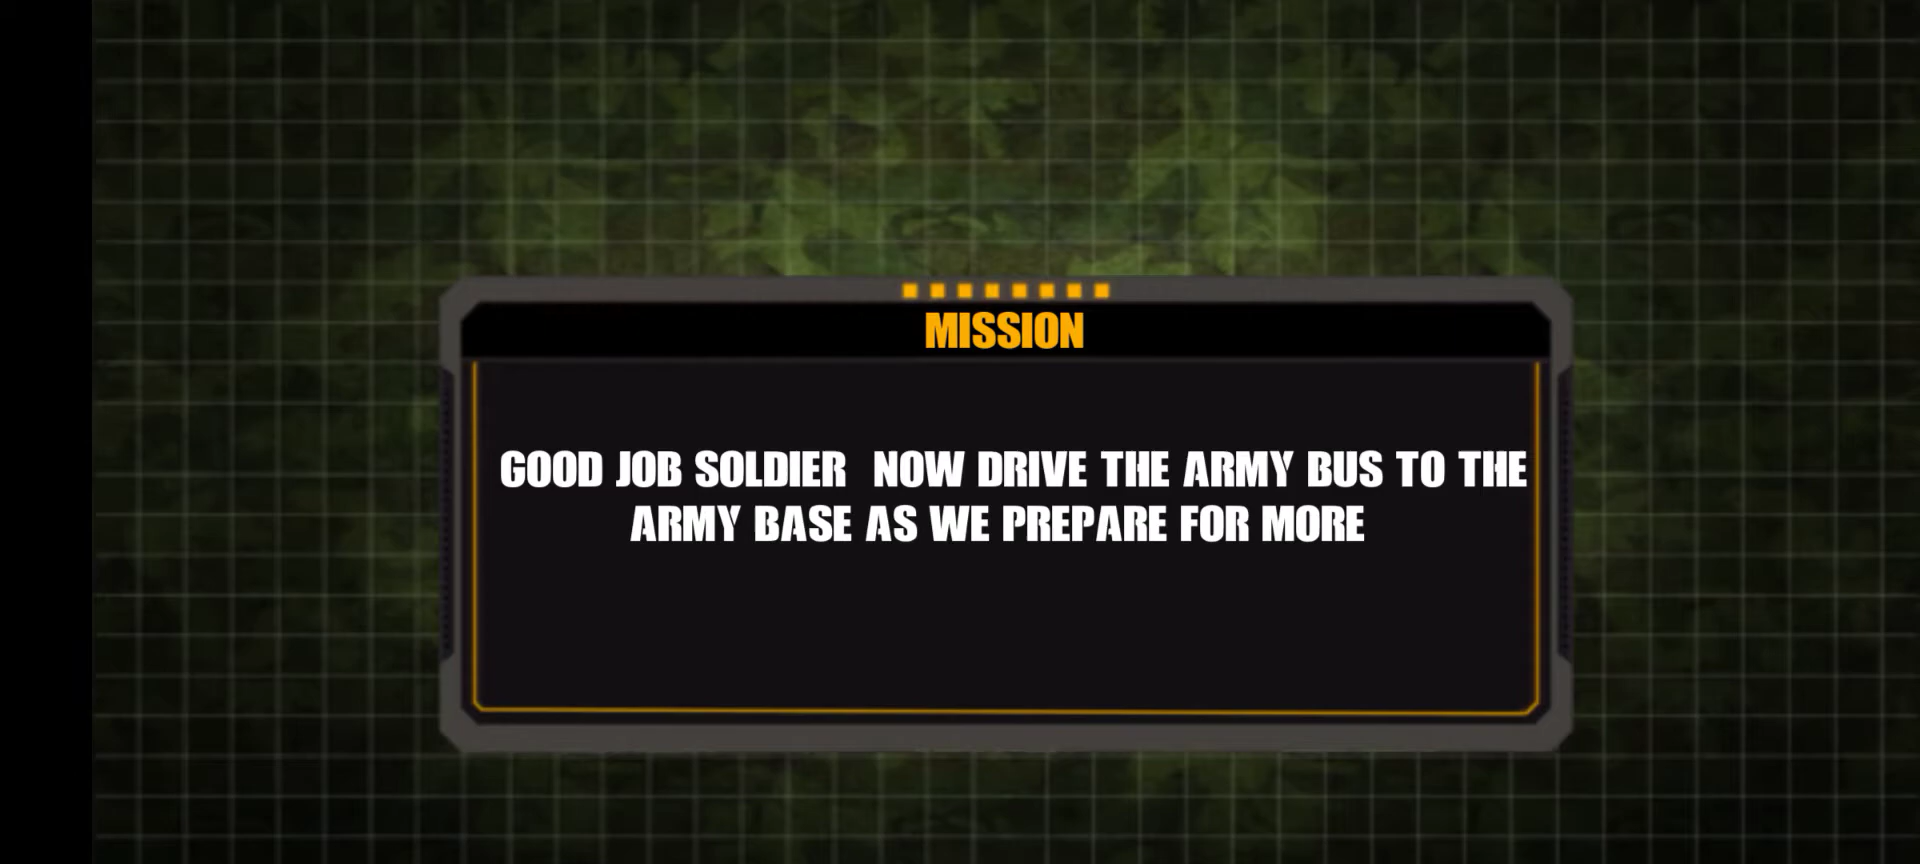 MISSION
GOOD JOB SOLDIER  NOW DRIVE THE ARMY BUS TO THE
ARMY BASE AS WE PREPARE FOR MORE